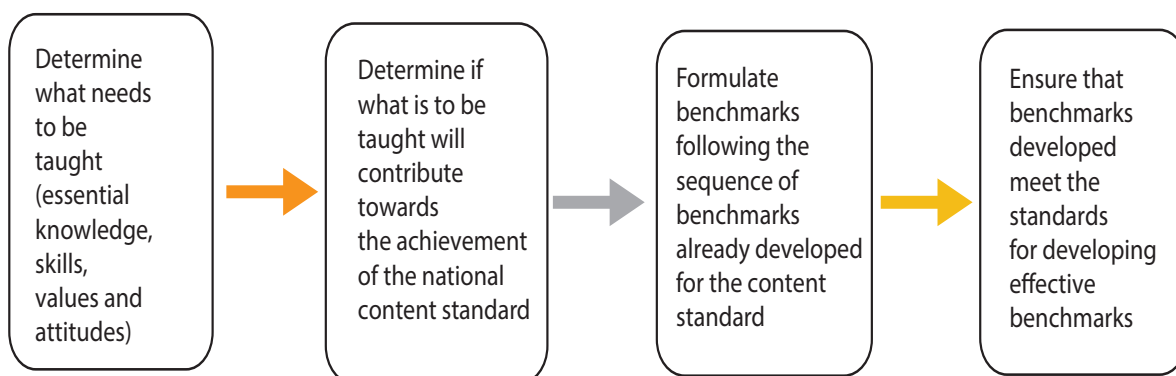 Determine
what needs
to be
taught
(essential
knowledge,
skills,
values and
attitudes)
Determine if
what is to be
taught will
contribute
towards
the achievement
of the national
content standard
Formulate
benchmarks
following the
sequence of
benchmarks
already developed
for the content
standard
Ensure that
benchmarks
developed
meet the
standards
for developing
effective
benchmarks